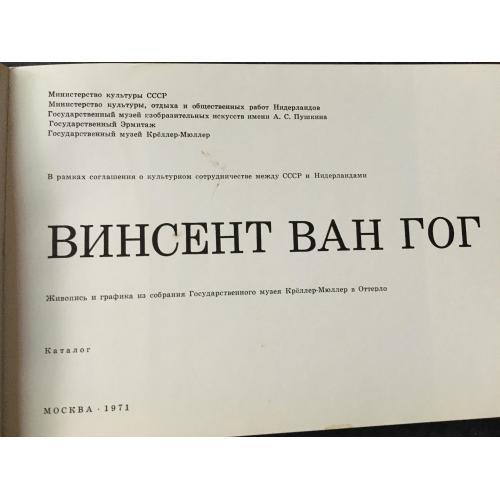 Министерство культуры СССР
Министерство культуры, отдыха и общественных работ Нидерландов
Государственный музей изобразительных искусств имени А. С. Пушкина
Государственный Эрмитаж
Государственный музей Крёллер-Мюллер
В рамках соглашения о культурном сотрудничестве между СССР и Нидерландами
ВИНСЕНТ ВАН ГОГ
Живопись и графика из собрания Государственного музея Крёллер-Мюллер в Оттерло
Каталог
МОСКВА · 1971